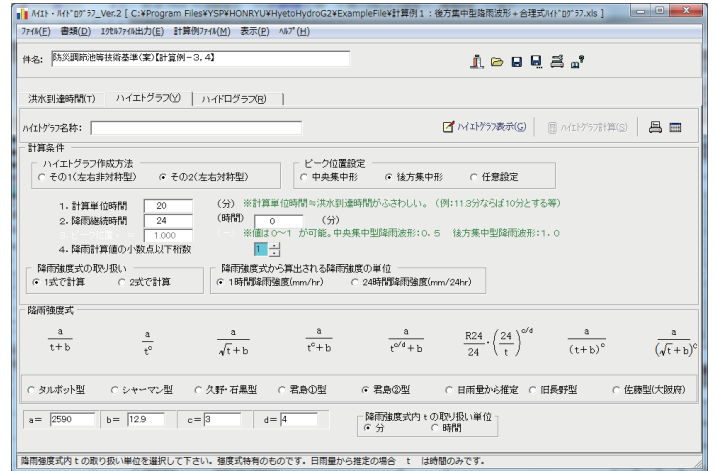 ﾊｲｴﾄ・ﾊｲﾄﾞﾛｸﾞﾗﾌ_Ver.2 [ C:¥Program Files¥YSP¥HONRYU¥HyetoHydroG2¥ExampleFile¥計算例1：後方集中型降雨波形+合理式ﾊｲﾄﾞﾛｸﾞﾗﾌ.xls ]
ﾌｧｲﾙ(F) 書類(D) ｴｸｾﾙﾌｧｲﾙ出力(E) 計算例ﾌｧｲﾙ(M) 表示(P) ﾍﾙﾌﾟ(H)
件名: 防災調節池等技術基準(案)【計算例-3.4】
洪水到達時間(T) ハイエトグラフ(Y) ハイドログラフ(R)
ﾊｲｴﾄｸﾞﾗﾌ名称: ハイエトグラフ表示(G) ハイエトグラフ計算(S)
計算条件
ハイエトグラフ作成方法 ピーク位置設定
その1(左右非対称型) その2(左右対称型) 中央集中形 後方集中形 任意設定
1. 計算単位時間 20 (分) ※計算単位時間≒洪水到達時間がふさわしい。(例:11.3分ならば10分とする等)
2. 降雨継続時間 24 (時間) 0 (分)
1.000 (－) ※値は0～1 が可能。中央集中型降雨波形:0.5 後方集中型降雨波形:1.0
4. 降雨計算値の小数点以下桁数 1
降雨強度式の取り扱い 降雨強度式から算出される降雨強度の単位
1式で計算 2式で計算 1時間降雨強度(mm/hr) 24時間降雨強度(mm/24hr)
降雨強度式
a a a a a R24 ( 24 )^c/d a a
t+b t^c √t+b t^c+b t^c/d+b 24 ・ ( t ) (t+b)^c (√t+b)^c
タルボット型 シャーマン型 久野・石黒型 君島①型 君島②型 日雨量から推定 旧長野型 佐藤型(大阪府)
a= 2590 b= 12.9 c= 3 d= 4 降雨強度式内 t の取り扱い単位
分 時間
降雨強度式内 t の取り扱い単位を選択して下さい。強度式特有のものです。日雨量から推定の場合 t は時間のみです。